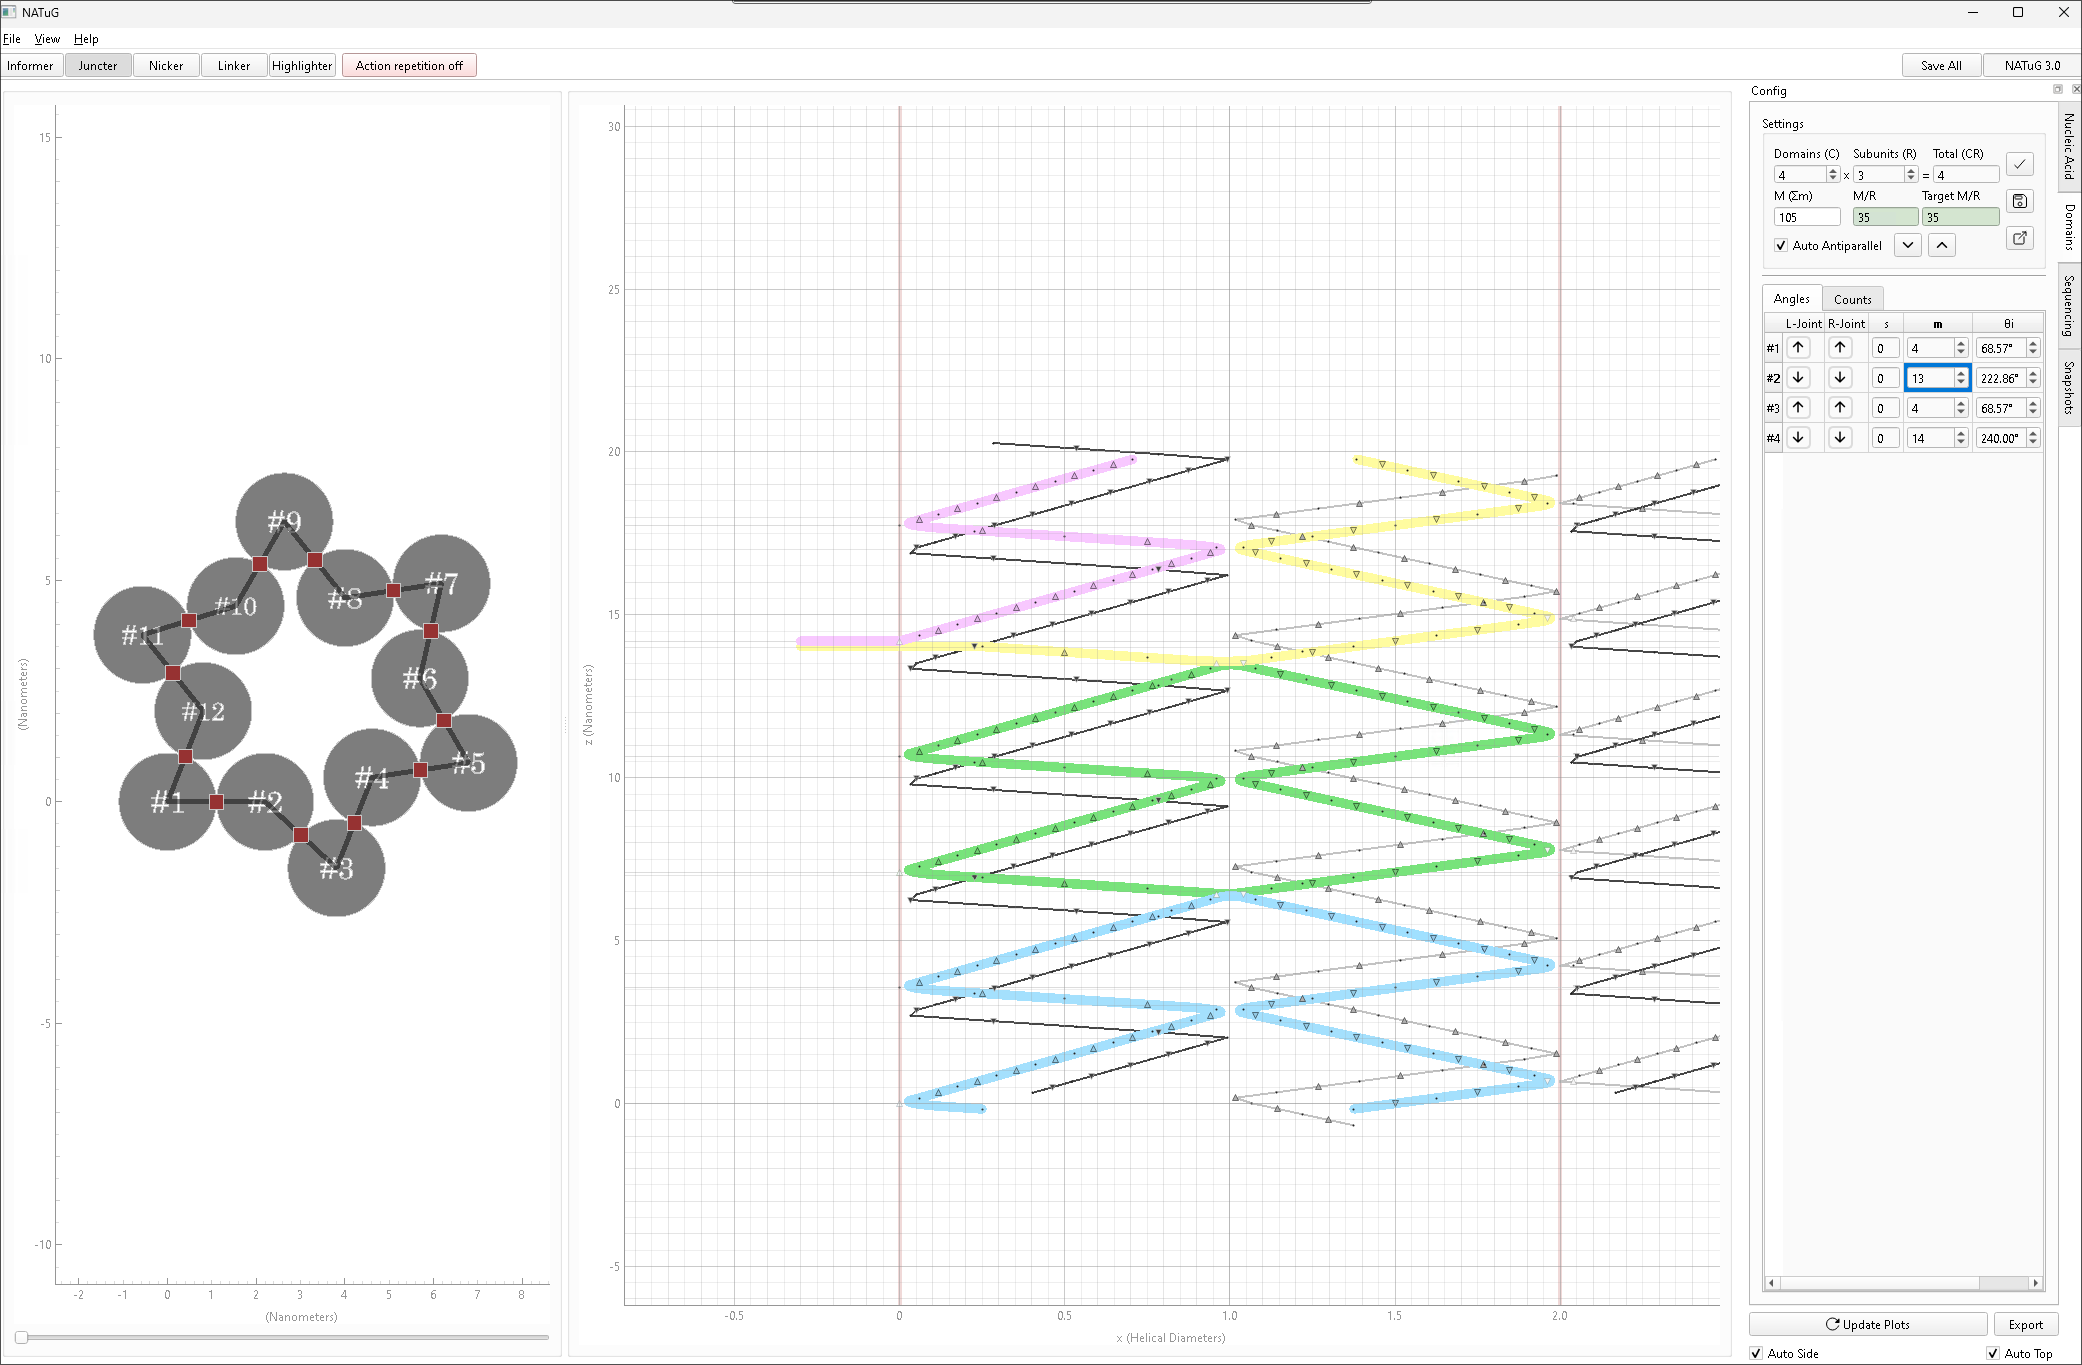 NATuG
File View Help
Informer Juncter Nicker Linker Highlighter Action repetition off Save All NATuG 3.0
15
10
5
0
-5
-10
(Nanometers)
#9
#7
#8
#10
#11
#6
#12
#5
#4
#1 #2
#3
-2 -1 0 1 2 3 4 5 6 7 8
(Nanometers)
30
25
20
15
10
5
0
-5
z (Nanometers)
-0.5 0 0.5 1.0 1.5 2.0
x (Helical Diameters)
Config
Settings
Domains (C) Subunits (R) Total (CR)
4 x 3 = 4
M (Σm) M/R Target M/R
105 35 35
Auto Antiparallel
Angles Counts
L-Joint R-Joint s m θi
#1 ↑ ↑ 0 4 68.57°
#2 ↓ ↓ 0 13 222.86°
#3 ↑ ↑ 0 4 68.57°
#4 ↓ ↓ 0 14 240.00°
Nucleic Acid
Domains
Sequencing
Snapshots
Update Plots Export
Auto Side Auto Top